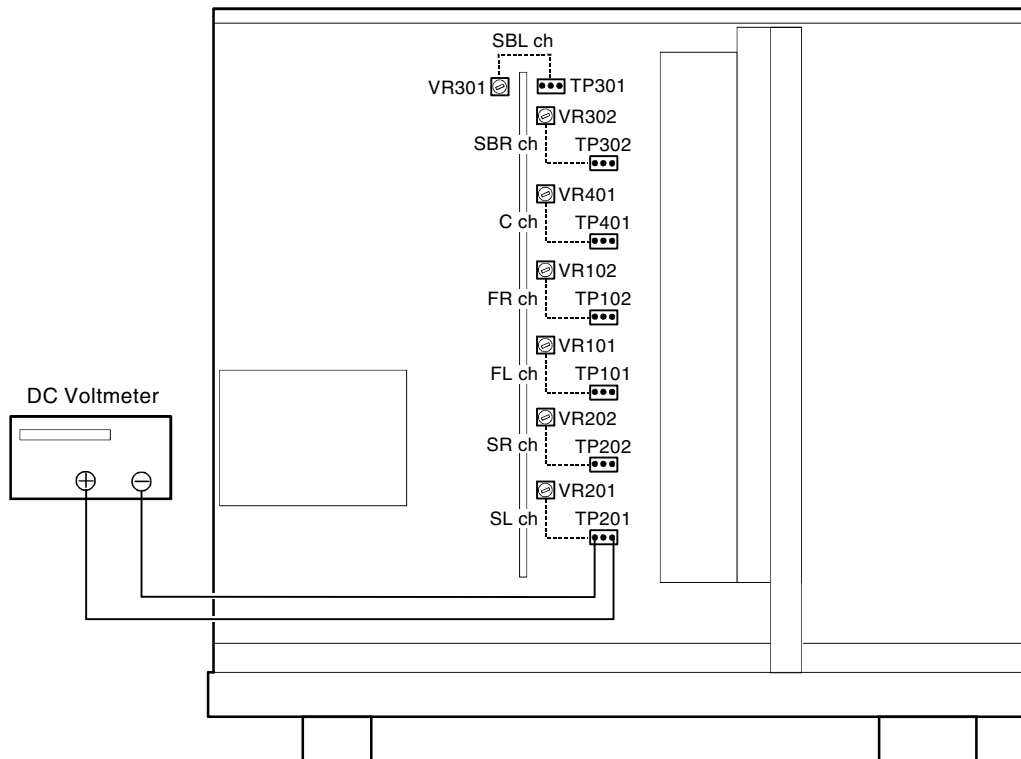 SBL ch
VR301
TP301
VR302
SBR ch
TP302
VR401
C ch
TP401
VR102
FR ch
TP102
VR101
FL ch
TP101
DC Voltmeter
VR202
SR ch
TP202
VR201
SL ch
TP201